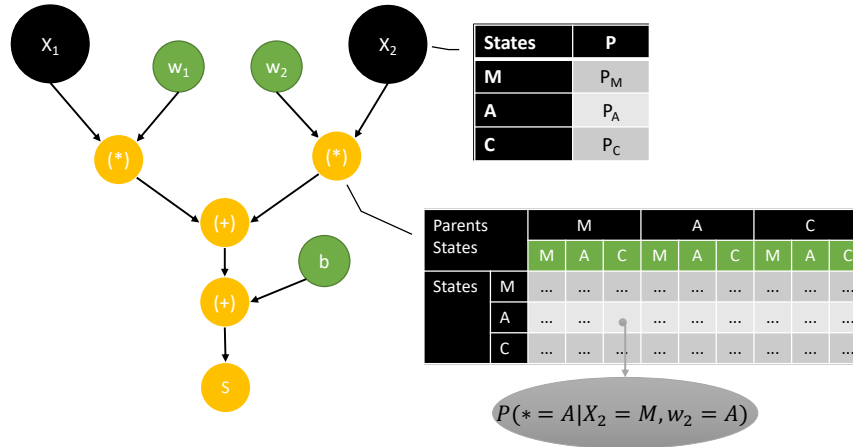 X1 w1 w2 X2
(*) (*)
(+)
(+) b
S
States P
M PM
A PA
C PC
Parents States M A C
M A C M A C M A C
States M ... ... ... ... ... ... ... ... ...
A ... ... ... ... ... ... ... ... ...
C ... ... ... ... ... ... ... ... ...
P(* = A|X2 = M, w2 = A)